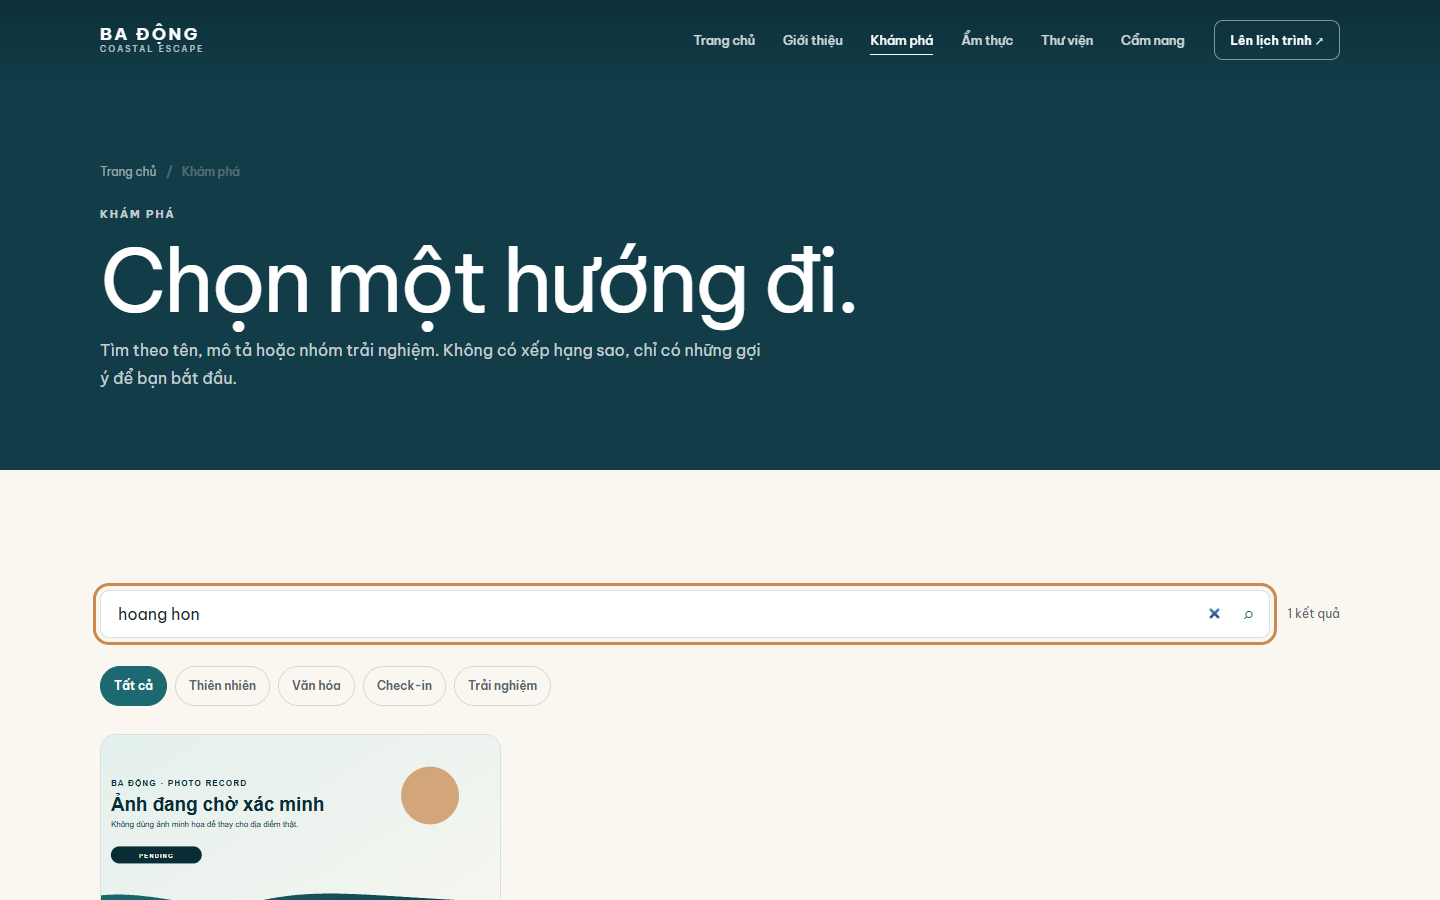 BA ĐỘNG
COASTAL ESCAPE
Trang chủ
Giới thiệu
Khám phá
Ẩm thực
Thư viện
Cẩm nang
Lên lịch trình ↗
Trang chủ / Khám phá
KHÁM PHÁ
Chọn một hướng đi.
Tìm theo tên, mô tả hoặc nhóm trải nghiệm. Không có xếp hạng sao, chỉ có những gợi
ý để bạn bắt đầu.
hoang hon
1 kết quả
Tất cả
Thiên nhiên
Văn hóa
Check-in
Trải nghiệm
BA ĐỘNG · PHOTO RECORD
Ảnh đang chờ xác minh
Không dùng ảnh minh họa để thay cho địa điểm thật.
PENDING